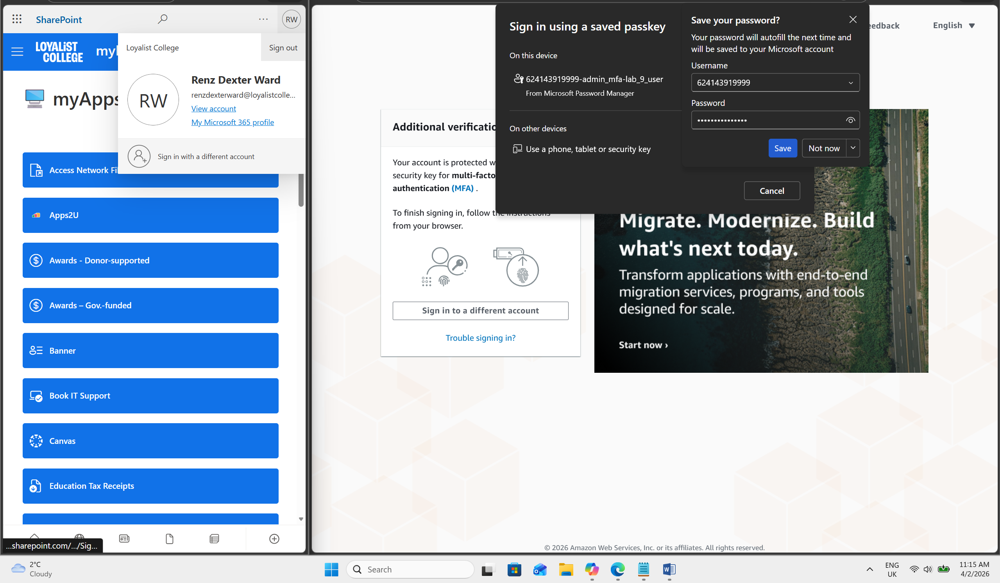 SharePoint
RW
LOYALiST
COLLEGE
Loyalist College
Sign out
RW
Renz Dexter Ward
renzdexterward@loyalistcolle...
View account
My Microsoft 365 profile
Sign in with a different account
myApps
Access Network Fil
Apps2U
Awards - Donor-supported
Awards – Gov.-funded
Banner
Book IT Support
Canvas
Education Tax Receipts
...sharepoint.com/.../Sig...
eedback
English
Sign in using a saved passkey
On this device
624143919999-admin_mfa-lab_9_user
From Microsoft Password Manager
On other devices
Use a phone, tablet or security key
Cancel
Save your password?
Your password will autofill the next time and
will be saved to your Microsoft account
Username
624143919999
Password
•••••••••••••••
Save
Not now
Additional verificatio
Your account is protected w
security key for multi-facto
authentication (MFA) .
To finish signing in, follow the instructions
from your browser.
Sign in to a different account
Trouble signing in?
Migrate. Modernize. Build
what's next today.
Transform applications with end-to-end
migration services, programs, and tools
designed for scale.
Start now ›
© 2026 Amazon Web Services, Inc. or its affiliates. All rights reserved.
2°C
Cloudy
Search
ENG
UK
11:15 AM
4/2/2026